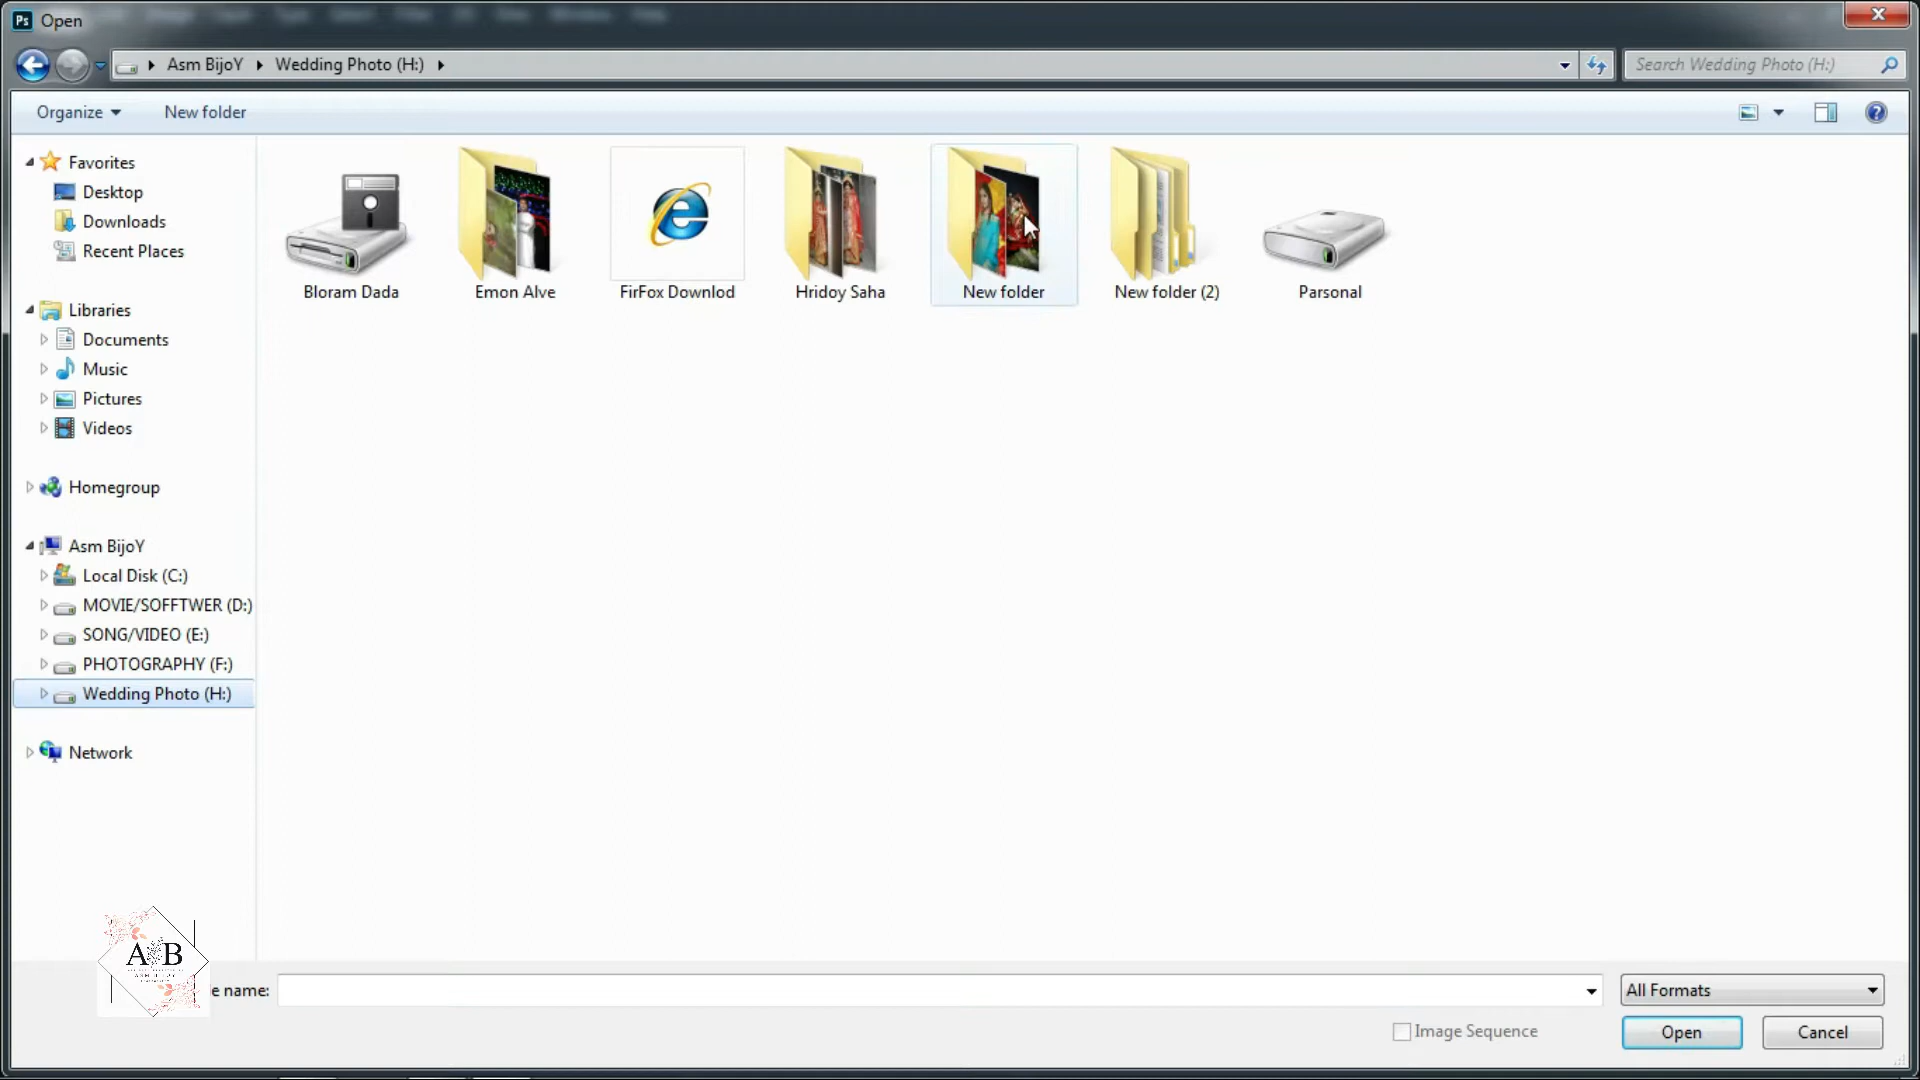 Ps Open
Asm BijoY Wedding Photo (H:)
Search Wedding Photo (H:)
Organize New folder
Favorites
Desktop
Downloads
Recent Places
Libraries
Documents
Music
Pictures
Videos
Homegroup
Asm BijoY
Local Disk (C:)
MOVIE/SOFFTWER (D:)
SONG/VIDEO (E:)
PHOTOGRAPHY (F:)
Wedding Photo (H:)
Network
Bloram Dada
Emon Alve
FirFox Downlod
Hridoy Saha
New folder
New folder (2)
Parsonal
A B
e name:
All Formats
Image Sequence
Open
Cancel